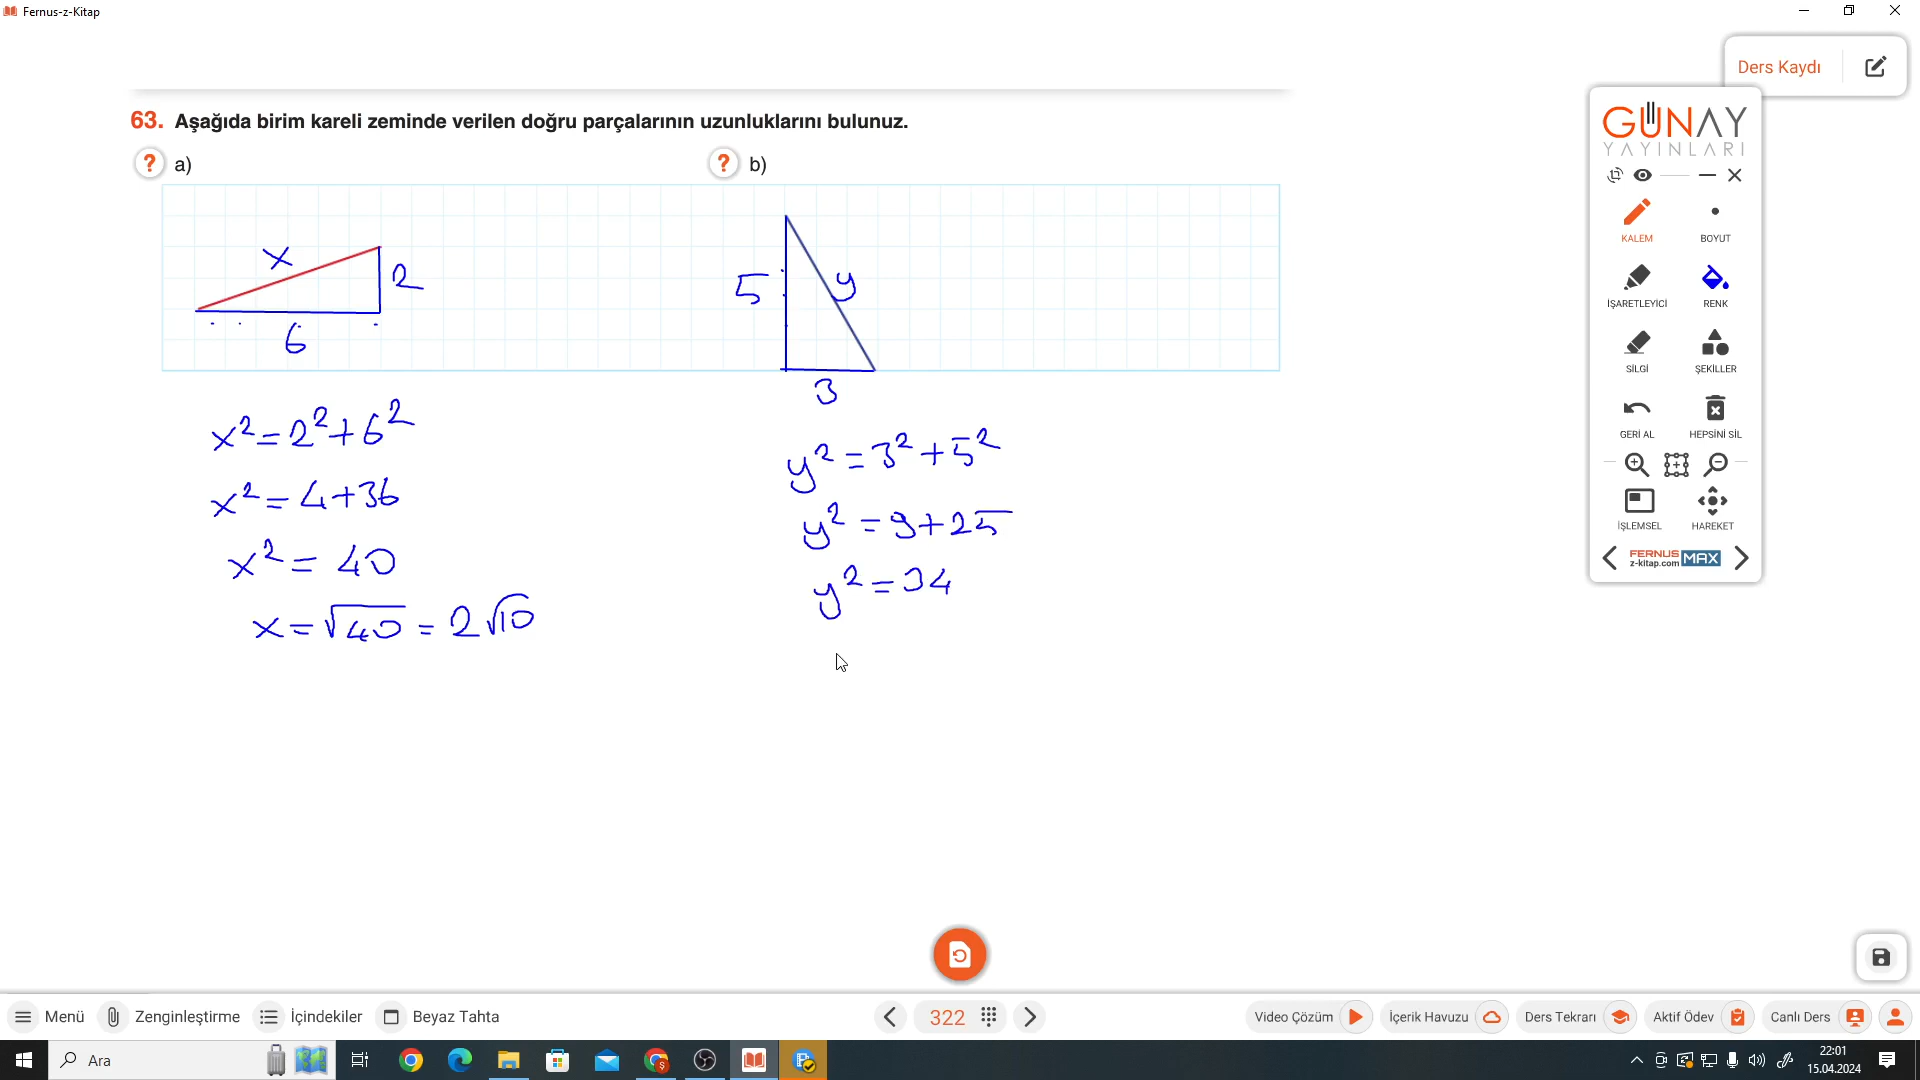 Fernus-z-Kitap
Ders Kaydı
63. Aşağıda birim kareli zeminde verilen doğru parçalarının uzunluklarını bulunuz.
? a)
? b)
x
2
6
5
y
3
x² = 2² + 6²
x² = 4 + 36
x² = 40
x = √40 = 2√10
y² = 3² + 5²
y² = 9 + 25
y² = 34
GÜNAY
YAYINLARI
KALEM
BOYUT
İŞARETLEYİCİ
RENK
SİLGİ
ŞEKİLLER
GERİ AL
HEPSİNİ SİL
İŞLEMSEL
HAREKET
FERNUS
z-kitap.com
MAX
Menü
Zenginleştirme
İçindekiler
Beyaz Tahta
322
Video Çözüm
İçerik Havuzu
Ders Tekrarı
Aktif Ödev
Canlı Ders
Ara
22:01
15.04.2024